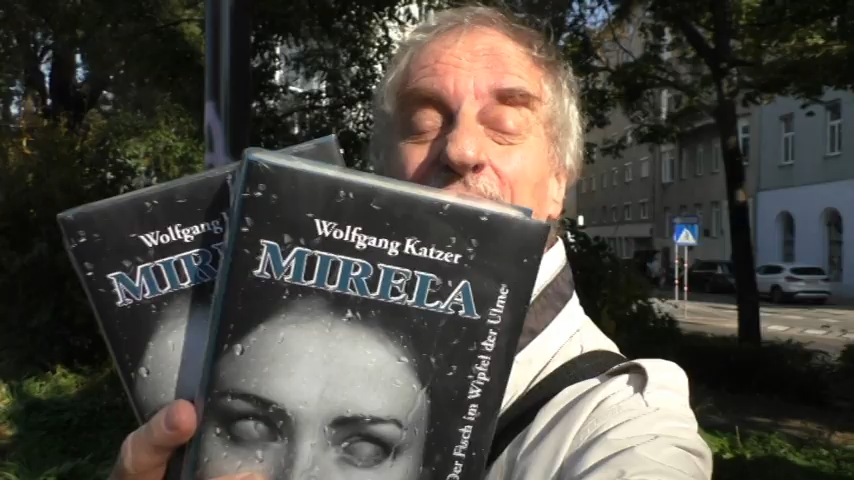 Wolfgang Katzer
MIRELA
Der Fisch im Wipfel der Ulme
Wolfgang